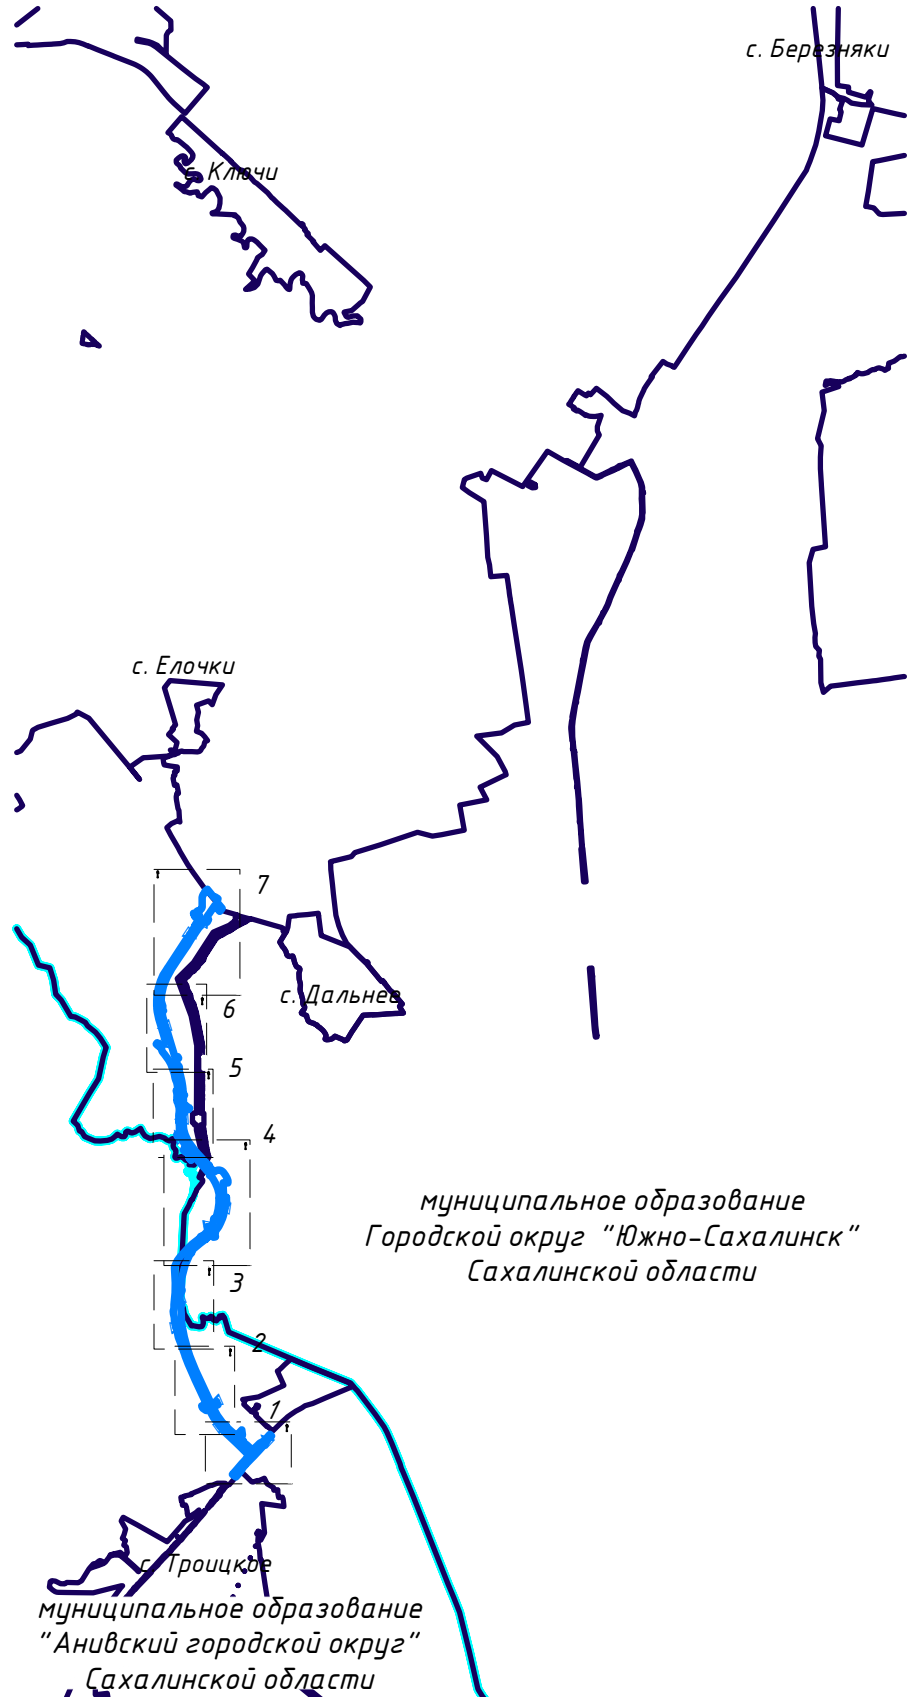 с. Березняки
с. Ключи
с. Елочки
7
с. Дальнее
6
5
4
муниципальное образование
Городской округ "Южно-Сахалинск"
Сахалинской области
3
2
1
с. Троицкое
муниципальное образование
"Анивский городской округ"
Сахалинской области